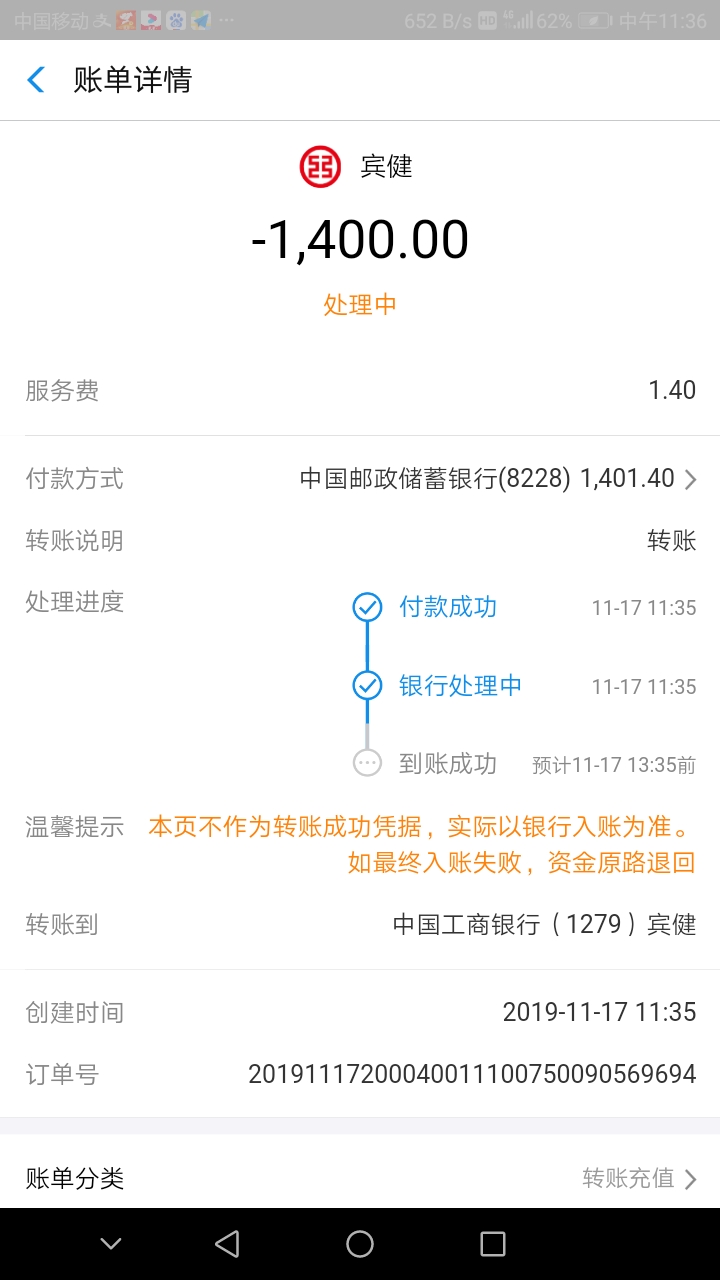 中国移动 652 B/s HD 46 62% 中午11:36
账单详情
宾健
-1,400.00
处理中
服务费 1.40
付款方式 中国邮政储蓄银行(8228) 1,401.40
转账说明 转账
处理进度 付款成功 11-17 11:35
银行处理中 11-17 11:35
到账成功 预计11-17 13:35前
温馨提示 本页不作为转账成功凭据，实际以银行入账为准。
如最终入账失败，资金原路退回
转账到 中国工商银行（1279）宾健
创建时间 2019-11-17 11:35
订单号 20191117200040011100750090569694
账单分类 转账充值